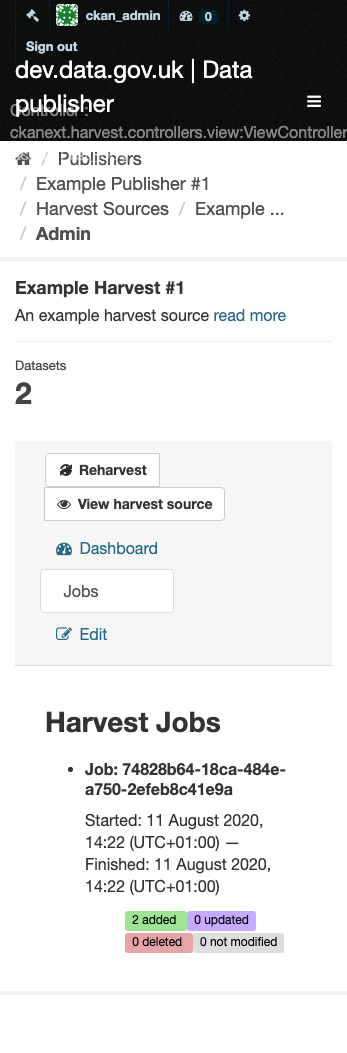 ckan_admin 0
Sign out
dev.data.gov.uk | Data
publisher
Controller :
ckanext.harvest.controllers.view:ViewController
/ Publishers
/ Example Publisher #1
/ Harvest Sources / Example ...
/ Admin
Example Harvest #1
An example harvest source read more
Datasets
2
Reharvest
View harvest source
Dashboard
Jobs
Edit
Harvest Jobs
• Job: 74828b64-18ca-484e-
a750-2efeb8c41e9a
Started: 11 August 2020,
14:22 (UTC+01:00) —
Finished: 11 August 2020,
14:22 (UTC+01:00)
2 added 0 updated
0 deleted 0 not modified